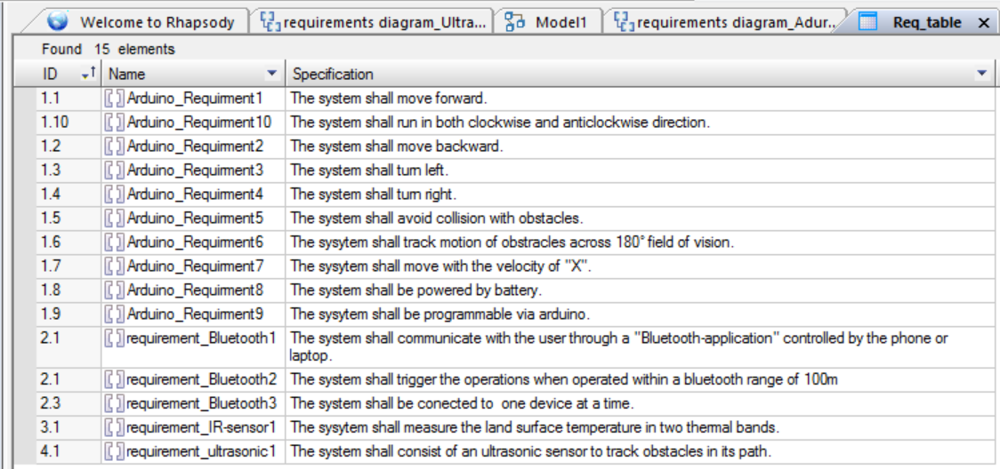 Welcome to Rhapsody requirements diagram_Ultra... Model1 requirements diagram_Adur.. Req_table X
Found 15 elements
ID Name Specification
1.1 Arduino_Requirment1 The system shall move forward.
1.10 Arduino_Requirment10 The system shall run in both clockwise and anticlockwise direction.
1.2 Arduino_Requirment2 The system shall move backward.
1.3 Arduino_Requirment3 The system shall turn left.
1.4 Arduino_Requirment4 The system shall turn right.
1.5 Arduino_Requirment5 The system shall avoid collision with obstacles.
1.6 Arduino_Requirment6 The sysytem shall track motion of obstracles across 180° field of vision.
1.7 Arduino_Requirment7 The sysytem shall move with the velocity of "X".
1.8 Arduino_Requirment8 The system shall be powered by battery.
1.9 Arduino_Requirment9 The sysytem shall be programmable via arduino.
2.1 requirement_Bluetooth1 The system shall communicate with the user through a "Bluetooth-application" controlled by the phone or
laptop.
2.1 requirement_Bluetooth2 The system shall trigger the operations when operated within a bluetooth range of 100m
2.3 requirement_Bluetooth3 The system shall be conected to one device at a time.
3.1 requirement_IR-sensor1 The sysytem shall measure the land surface temperature in two thermal bands.
4.1 requirement_ultrasonic1 The system shall consist of an ultrasonic sensor to track obstacles in its path.